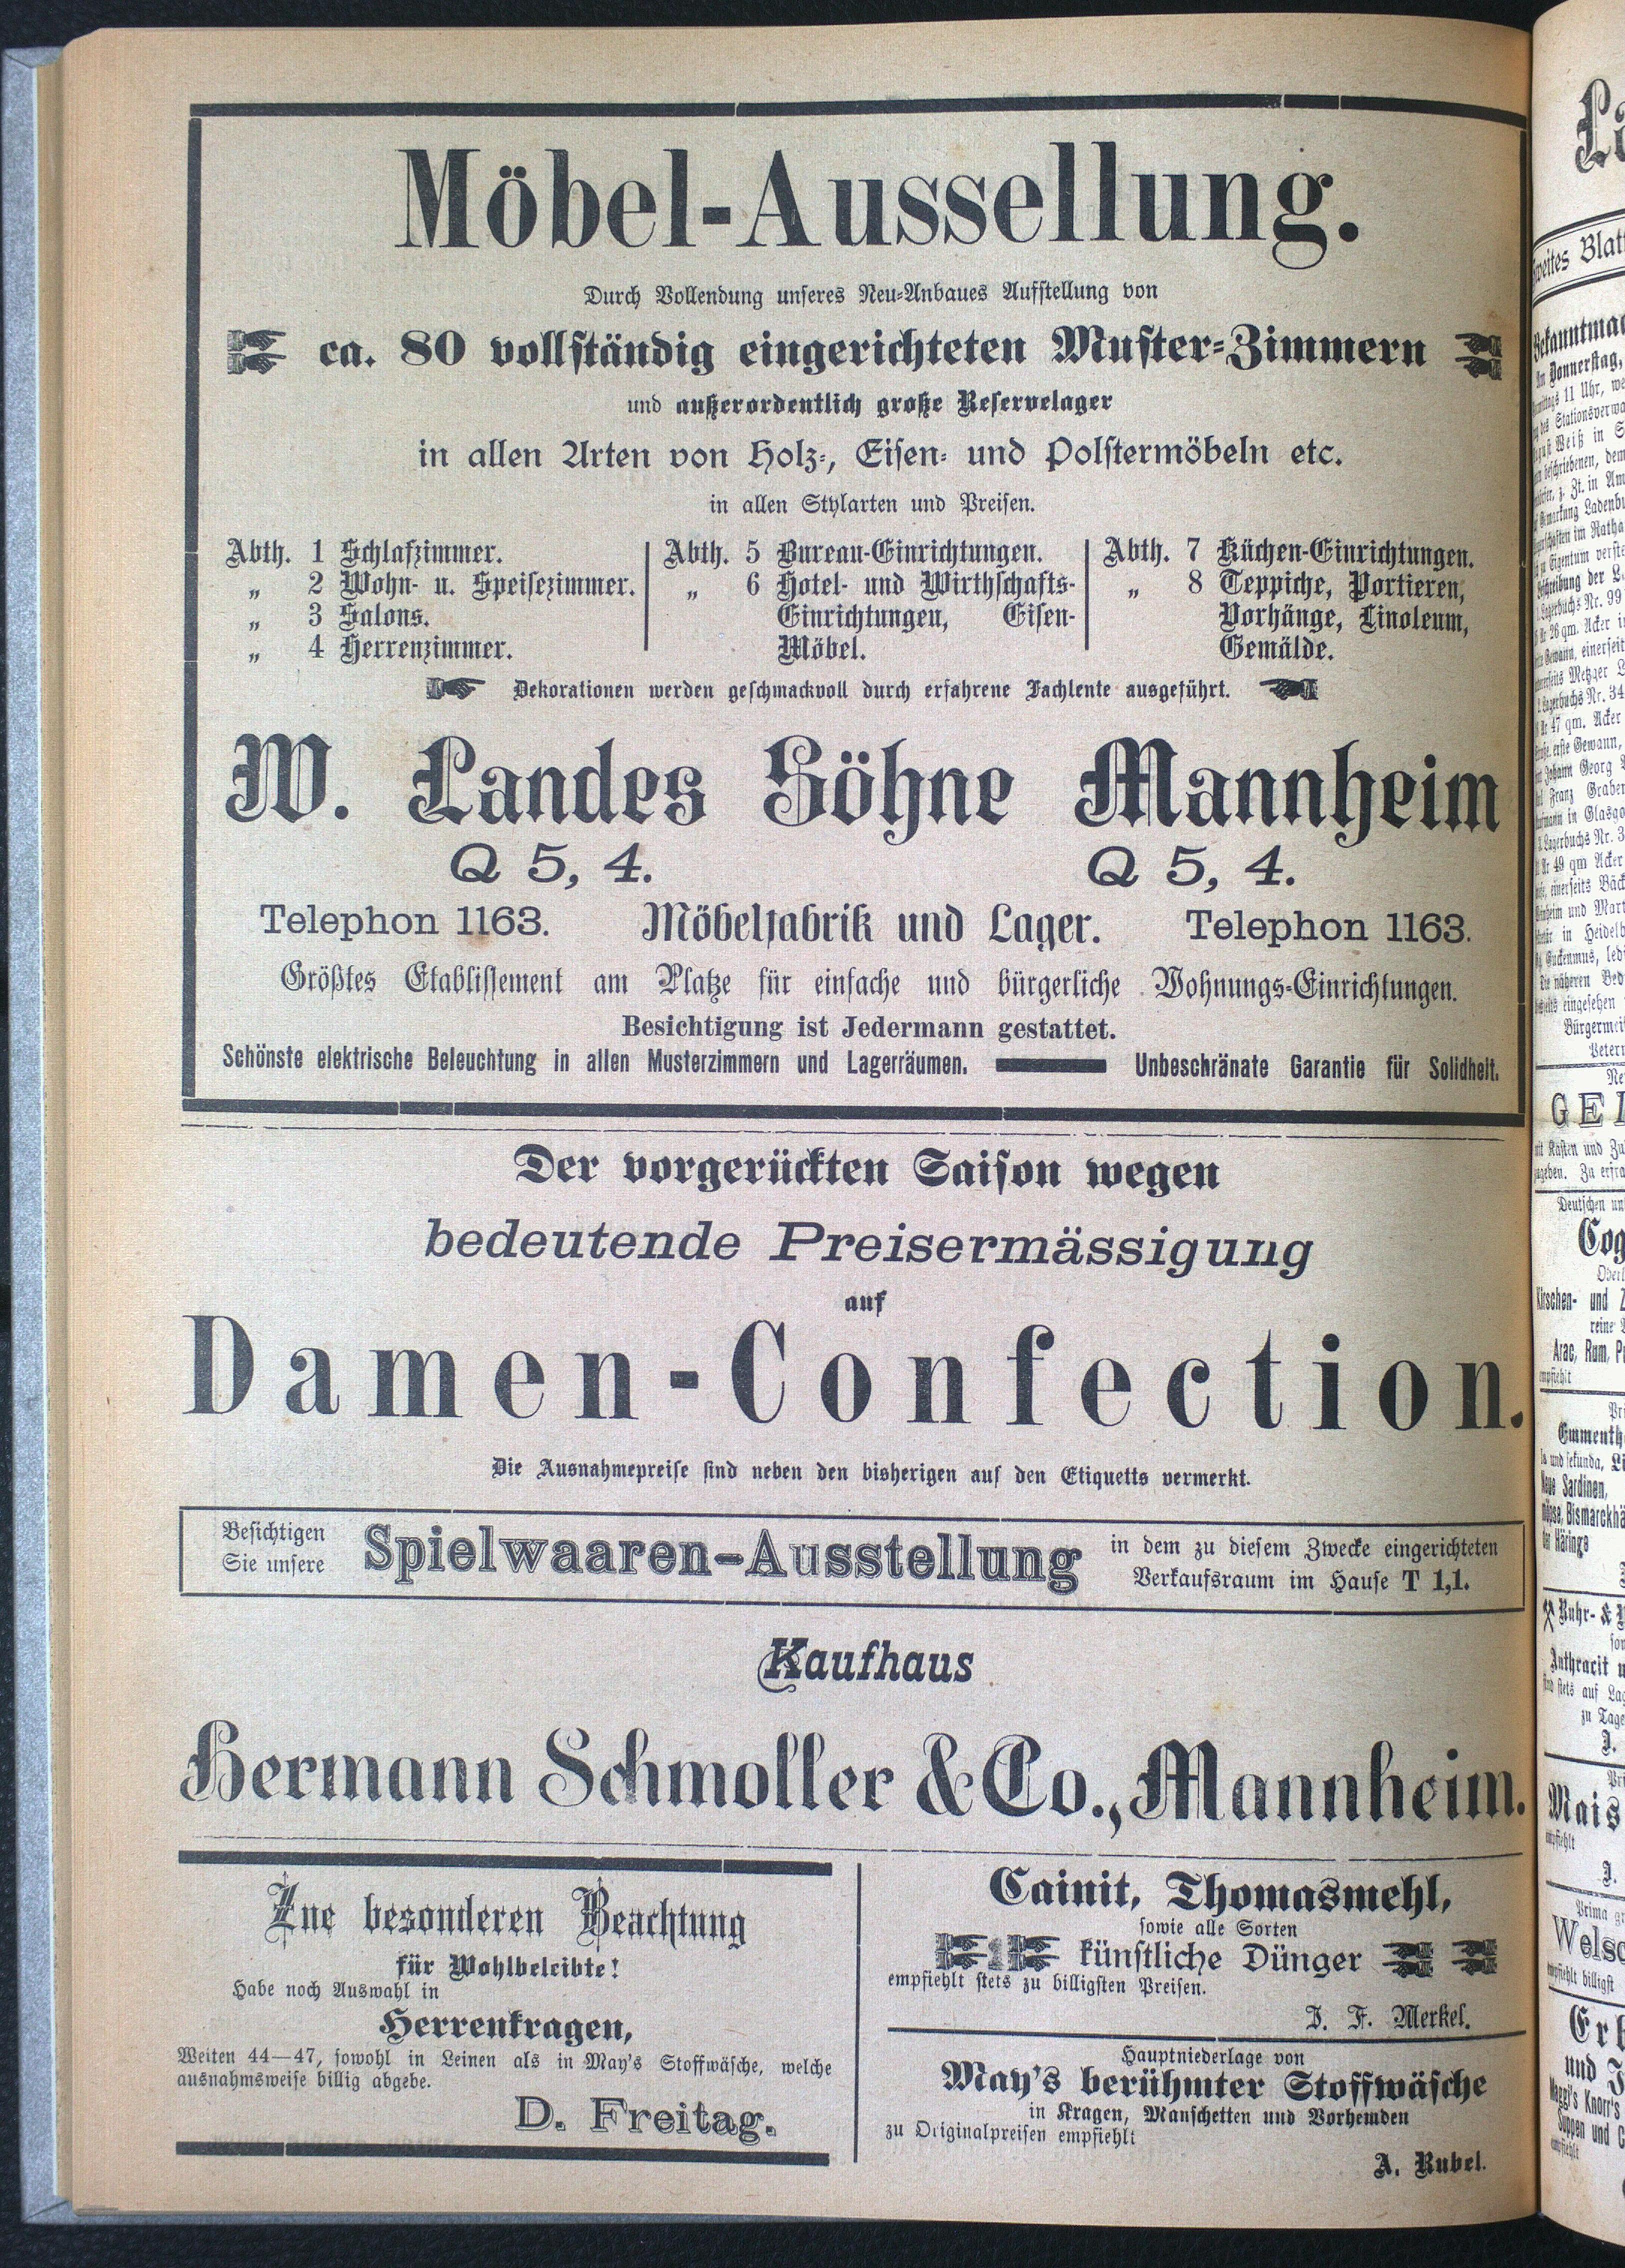 Möbel-Aussellung.
Durch Vollendung unseres Neu-Anbaues Aufstellung von
ca. 80 vollständig eingerichteten Muster-Zimmern
und außerordentlich große Reservelager
in allen Arten von Holz-, Eisen- und Polstermöbeln etc.
in allen Stylarten und Preisen.
Abth. 1 Schlafzimmer.
„ 2 Wohn- u. Speisezimmer.
„ 3 Salons.
„ 4 Herrenzimmer.
Abth. 5 Bureau-Einrichtungen.
„ 6 Hotel- und Wirthschafts-
Einrichtungen, Eisen-
Möbel.
Abth. 7 Küchen-Einrichtungen.
„ 8 Teppiche, Portieren,
Vorhänge, Linoleum,
Gemälde.
Dekorationen werden geschmackvoll durch erfahrene Fachlente ausgeführt.
W. Landes Söhne Mannheim
Q 5, 4. Q 5, 4.
Telephon 1163. Möbelfabrik und Lager. Telephon 1163.
Größtes Etablissement am Platze für einfache und bürgerliche Wohnungs-Einrichtungen.
Besichtigung ist Jedermann gestattet.
Schönste elektrische Beleuchtung in allen Musterzimmern und Lagerräumen. Unbeschränate Garantie für Solidheit.
Der vorgerückten Saison wegen
bedeutende Preisermässigung
auf
Damen-Confection.
Die Ausnahmepreise sind neben den bisherigen auf den Etiquetts vermerkt.
Besichtigen
Sie unsere
Spielwaaren-Ausstellung
in dem zu diesem Zwecke eingerichteten
Verkaufsraum im Hause T 1,1.
Kaufhaus
Hermann Schmoller & Co., Mannheim.
Zue besonderen Beachtung
für Wohlbeleibte!
Habe noch Auswahl in
Herrenkragen,
Weiten 44—47, sowohl in Leinen als in May's Stoffwäsche, welche
ausnahmsweise billig abgebe.
D. Freitag.
Cainit, Thomasmehl,
sowie alle Sorten
künstliche Dünger
empfiehlt stets zu billigsten Preisen.
J. F. Merkel.
Hauptniederlage von
May's berühmter Stoffwäsche
in Kragen, Manschetten und Vorhemden
zu Originalpreisen empfiehlt
A. Rubel.